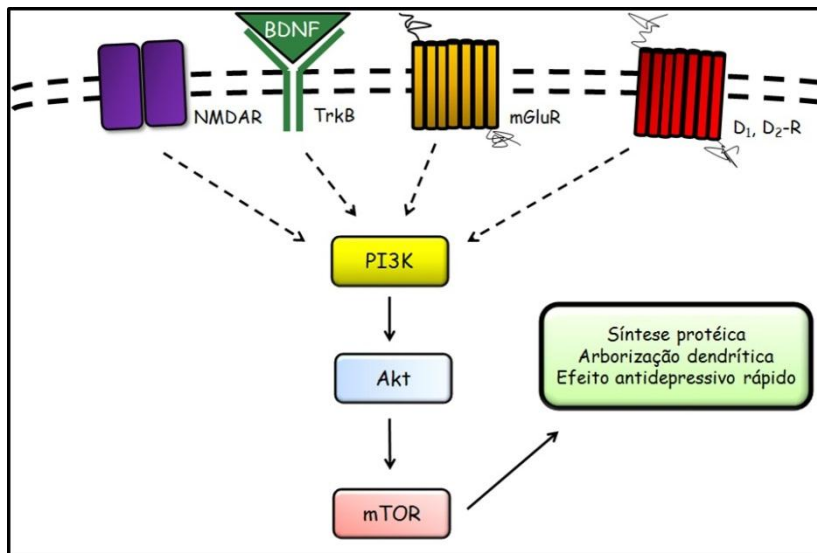 BDNF
NMDAR
TrkB
mGluR
D₁, D₂-R
PI3K
Síntese protéica
Arborização dendrítica
Efeito antidepressivo rápido
Akt
mTOR